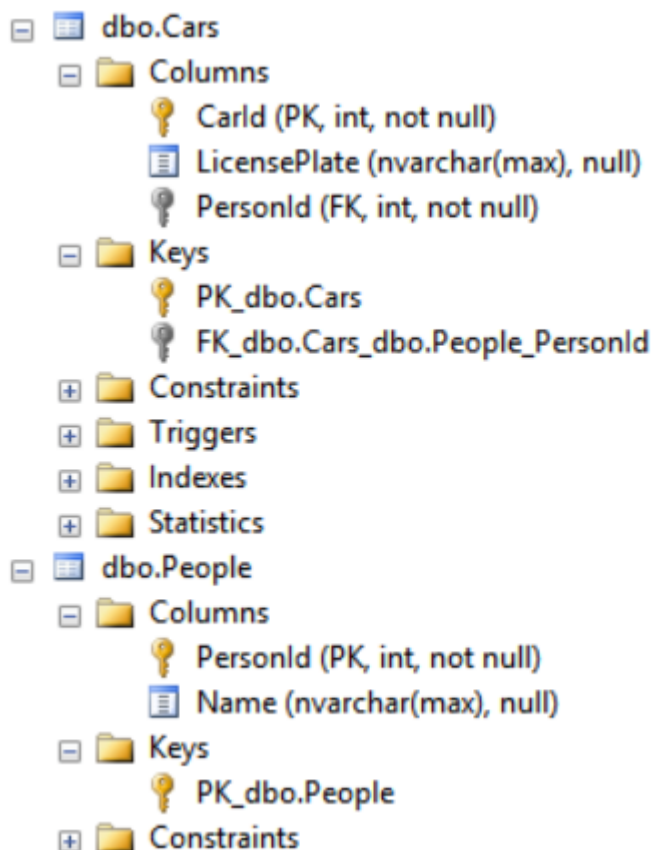 dbo.Cars
Columns
CarId (PK, int, not null)
LicensePlate (nvarchar(max), null)
PersonId (FK, int, not null)
Keys
PK_dbo.Cars
FK_dbo.Cars_dbo.People_PersonId
Constraints
Triggers
Indexes
Statistics
dbo.People
Columns
PersonId (PK, int, not null)
Name (nvarchar(max), null)
Keys
PK_dbo.People
Constraints